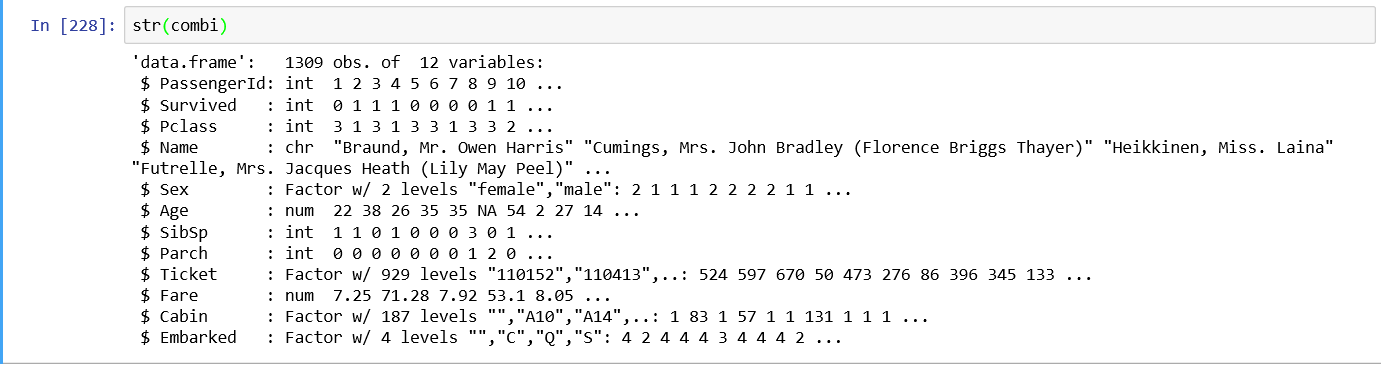 In [228]: str(combi)
'data.frame':   1309 obs. of  12 variables:
 $ PassengerId: int  1 2 3 4 5 6 7 8 9 10 ...
 $ Survived   : int  0 1 1 1 0 0 0 0 1 1 ...
 $ Pclass     : int  3 1 3 1 3 3 1 3 3 2 ...
 $ Name       : chr  "Braund, Mr. Owen Harris" "Cumings, Mrs. John Bradley (Florence Briggs Thayer)" "Heikkinen, Miss. Laina"
"Futrelle, Mrs. Jacques Heath (Lily May Peel)" ...
 $ Sex        : Factor w/ 2 levels "female","male": 2 1 1 1 2 2 2 2 1 1 ...
 $ Age        : num  22 38 26 35 35 NA 54 2 27 14 ...
 $ SibSp      : int  1 1 0 1 0 0 0 3 0 1 ...
 $ Parch      : int  0 0 0 0 0 0 0 1 2 0 ...
 $ Ticket     : Factor w/ 929 levels "110152","110413",..: 524 597 670 50 473 276 86 396 345 133 ...
 $ Fare       : num  7.25 71.28 7.92 53.1 8.05 ...
 $ Cabin      : Factor w/ 187 levels "","A10","A14",..: 1 83 1 57 1 1 131 1 1 1 ...
 $ Embarked   : Factor w/ 4 levels "","C","Q","S": 4 2 4 4 4 3 4 4 4 2 ...